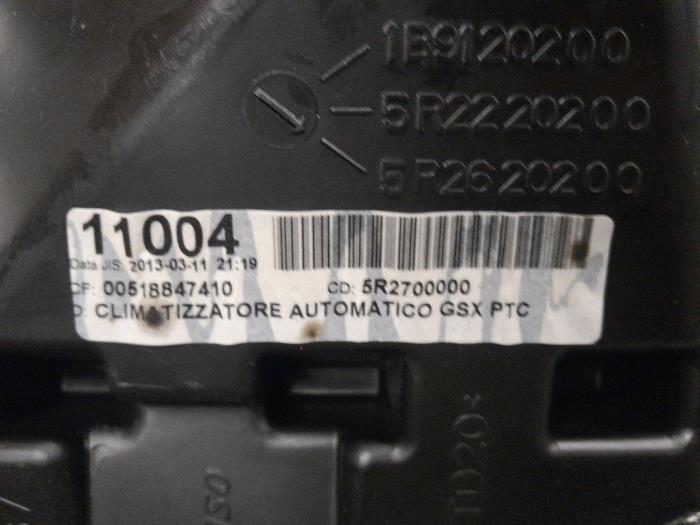 1B9120200
5R2220200
5R2620200
11004
Data JIS 2013-03-11 21:19
CF: 00518847410 CD: 5R2700000
D: CLIMATIZZATORE AUTOMATICO GSX PTC